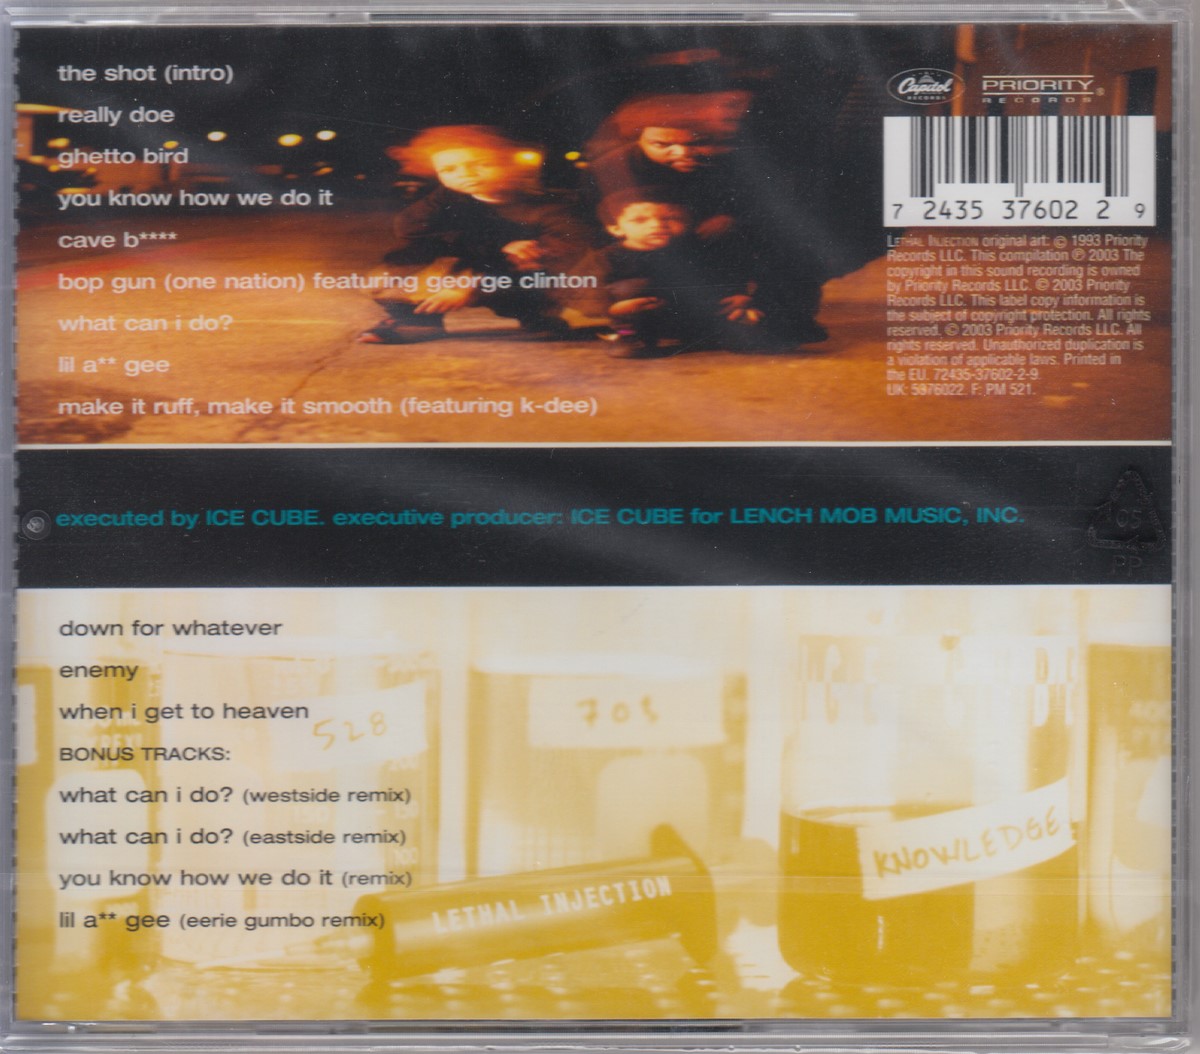 the shot (intro)
really doe
ghetto bird
you know how we do it
cave b****
bop gun (one nation) featuring george clinton
what can i do?
lil a** gee
make it ruff, make it smooth (featuring k-dee)
Capitol
RECORDS
PRIORITY®
RECORDS
7 2435 37602 2 9
LETHAL INJECTION original art: © 1993 Priority
Records LLC. This compilation ℗ 2003 The
copyright in this sound recording is owned
by Priority Records LLC. © 2003 Priority
Records LLC. This label copy information is
the subject of copyright protection. All rights
reserved. © 2003 Priority Records LLC. All
rights reserved. Unauthorized duplication is
a violation of applicable laws. Printed in
the EU. 72435-37602-2-9.
UK: 5376022. F: PM 521.
executed by ICE CUBE. executive producer: ICE CUBE for LENCH MOB MUSIC, INC.
05
PP
down for whatever
enemy
when i get to heaven
BONUS TRACKS:
what can i do? (westside remix)
what can i do? (eastside remix)
you know how we do it (remix)
lil a** gee (eerie gumbo remix)
528
708
KNOWLEDGE
LETHAL INJECTION